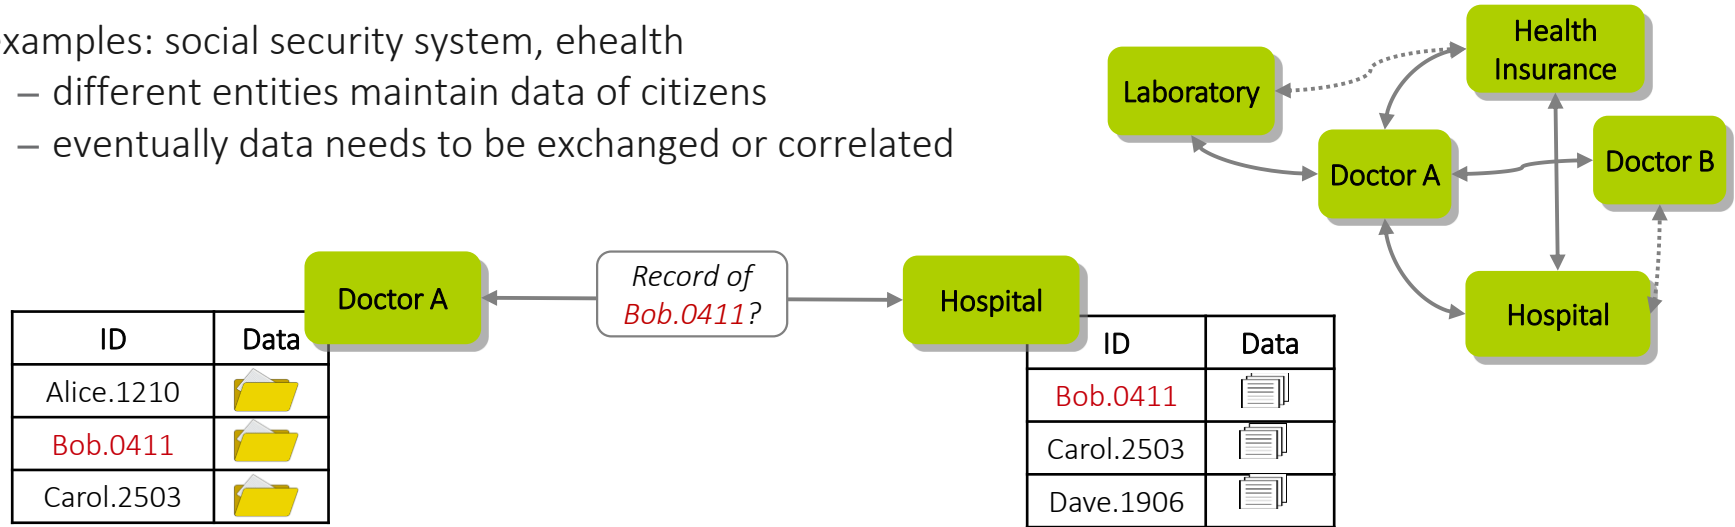 examples: social security system, ehealth
– different entities maintain data of citizens
– eventually data needs to be exchanged or correlated
Health
Insurance
Laboratory
Doctor A
Doctor B
Hospital
Doctor A
Record of
Bob.0411?
Hospital
ID Data
Alice.1210
Bob.0411
Carol.2503
ID Data
Bob.0411
Carol.2503
Dave.1906